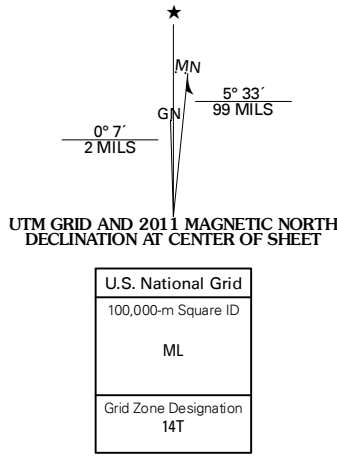 ★
MN
GN
5° 33´
99 MILS
0° 7´
2 MILS
UTM GRID AND 2011 MAGNETIC NORTH
DECLINATION AT CENTER OF SHEET
U.S. National Grid
100,000-m Square ID
ML
Grid Zone Designation
14T